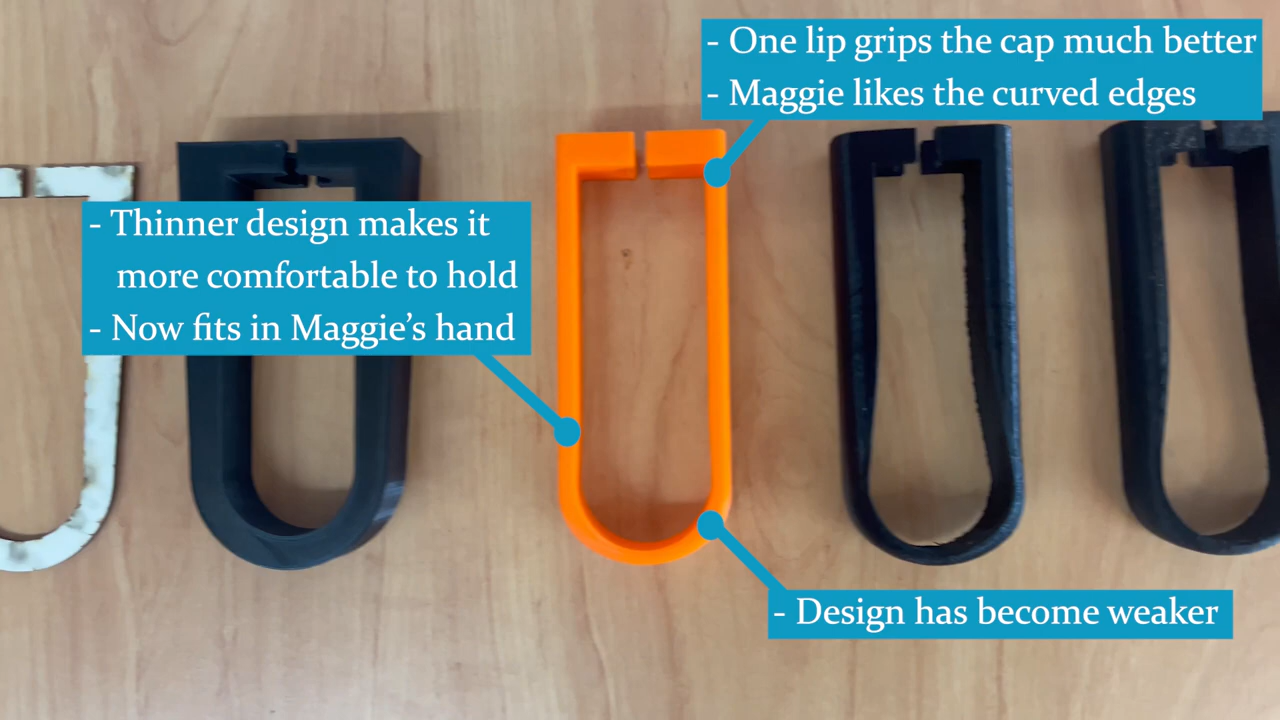 - One lip grips the cap much better
- Maggie likes the curved edges
- Thinner design makes it
more comfortable to hold
- Now fits in Maggie’s hand
- Design has become weaker